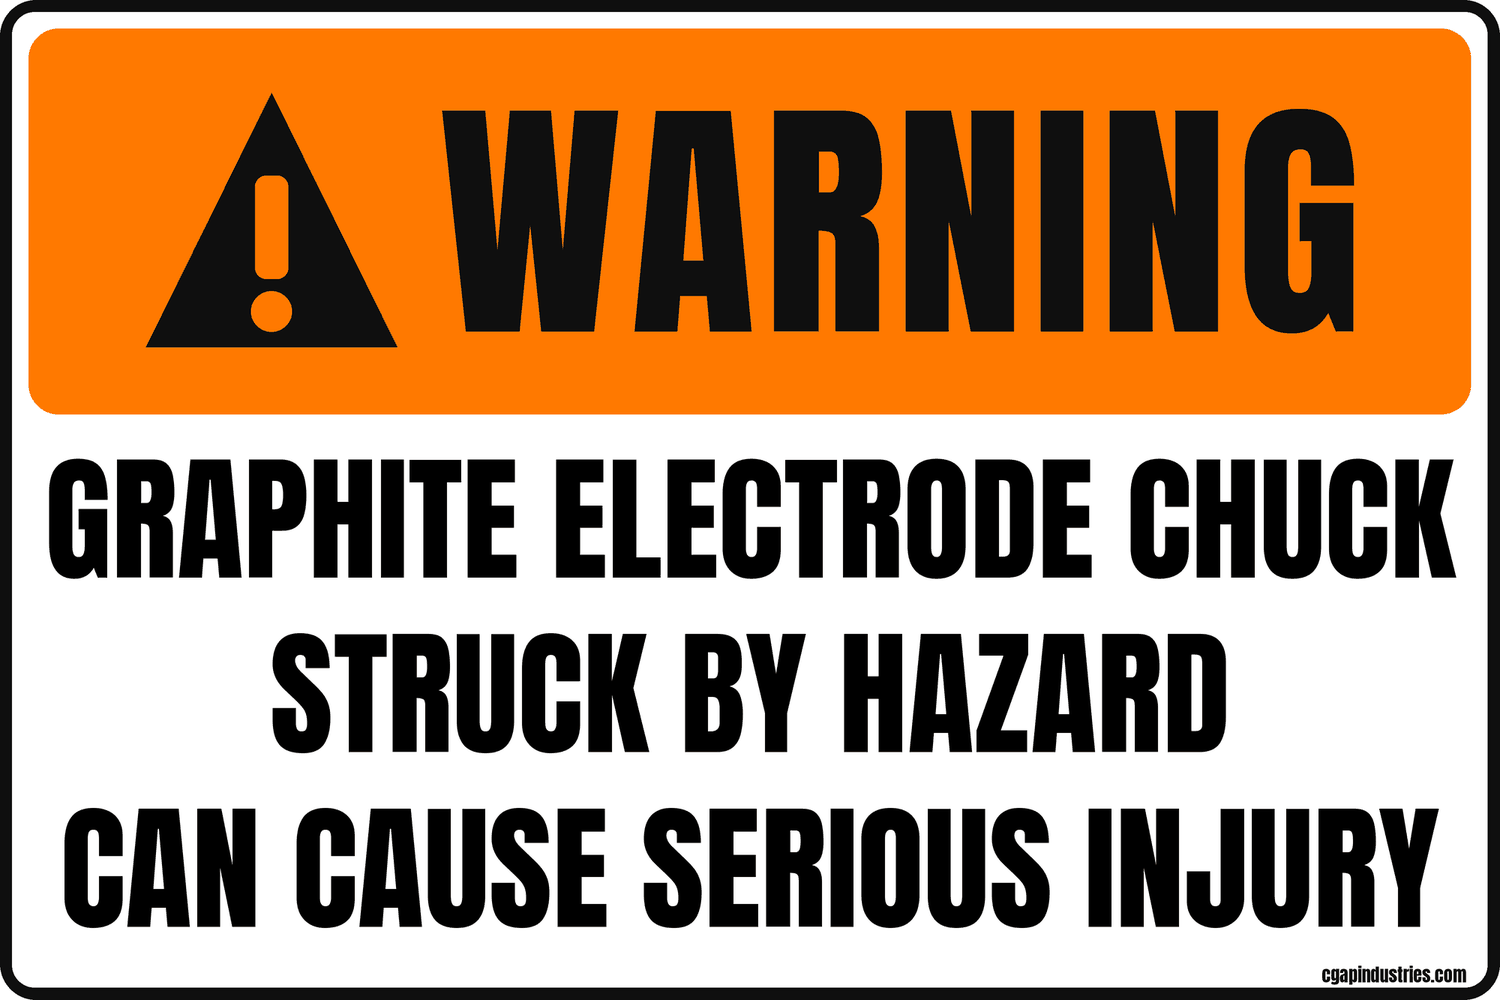 WARNING
GRAPHITE ELECTRODE CHUCK
STRUCK BY HAZARD
CAN CAUSE SERIOUS INJURY
cgapindustries.com